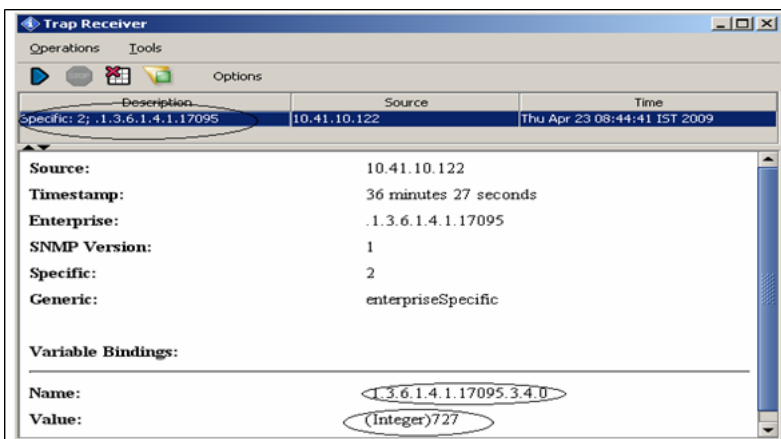 Trap Receiver
Operations Tools
STOP Options
Description Source Time
Specific: 2; .1.3.6.1.4.1.17095 10.41.10.122 Thu Apr 23 08:44:41 IST 2009
Source: 10.41.10.122
Timestamp: 36 minutes 27 seconds
Enterprise: .1.3.6.1.4.1.17095
SNMP Version: 1
Specific: 2
Generic: enterpriseSpecific
Variable Bindings:
Name: .1.3.6.1.4.1.17095.3.4.0
Value: (Integer)727